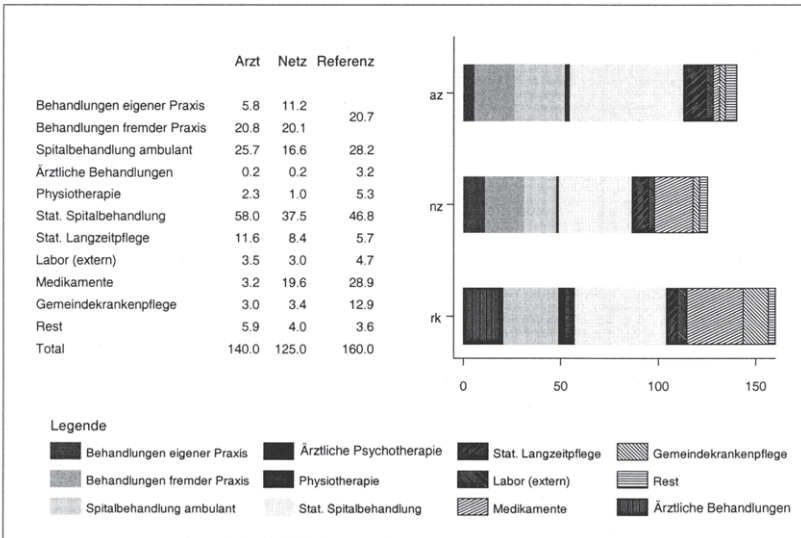 Arzt Netz Referenz
Behandlungen eigener Praxis 5.8 11.2
20.7
Behandlungen fremder Praxis 20.8 20.1
Spitalbehandlung ambulant 25.7 16.6 28.2
Ärztliche Behandlungen 0.2 0.2 3.2
Physiotherapie 2.3 1.0 5.3
Stat. Spitalbehandlung 58.0 37.5 46.8
Stat. Langzeitpflege 11.6 8.4 5.7
Labor (extern) 3.5 3.0 4.7
Medikamente 3.2 19.6 28.9
Gemeindekrankenpflege 3.0 3.4 12.9
Rest 5.9 4.0 3.6
Total 140.0 125.0 160.0
az
nz
rk
0 50 100 150
Legende
Behandlungen eigener Praxis Ärztliche Psychotherapie Stat. Langzeitpflege Gemeindekrankenpflege
Behandlungen fremder Praxis Physiotherapie Labor (extern) Rest
Spitalbehandlung ambulant Stat. Spitalbehandlung Medikamente Ärztliche Behandlungen